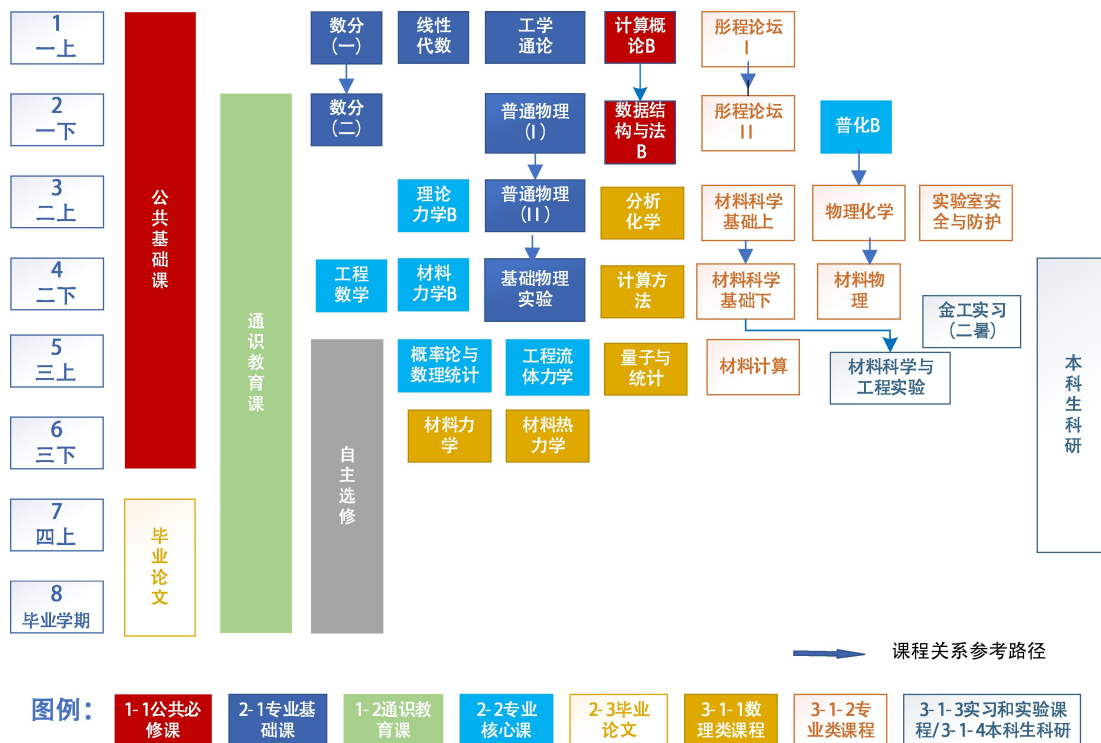 1
一上
数分
(一)
线性
代数
工学
通论
计算概
论B
彤程论坛
I
2
一下
数分
(二)
普通物理
(I)
数据结
构与法
B
彤程论坛
II
普化B
3
二上
理论
力学B
普通物理
(II)
分析
化学
材料科学
基础上
物理化学
实验室安
全与防护
4
二下
工程
数学
材料
力学B
基础物理
实验
计算方
法
材料科学
基础下
材料物
理
金工实习
(二暑)
5
三上
概率论与
数理统计
工程流
体力学
量子与
统计
材料计算
材料科学与
工程实验
6
三下
材料力
学
材料热
力学
7
四上
8
毕业学期
公共基础课
毕业论文
通识教育课
自主选修
本科生科研
课程关系参考路径
图例：
1-1公共必
修课
2-1专业基
础课
1-2通识教
育课
2-2专业
核心课
2-3毕业
论文
3-1-1数
理类课程
3-1-2专
业类课程
3-1-3实习和实验课
程/3-1-4本科生科研